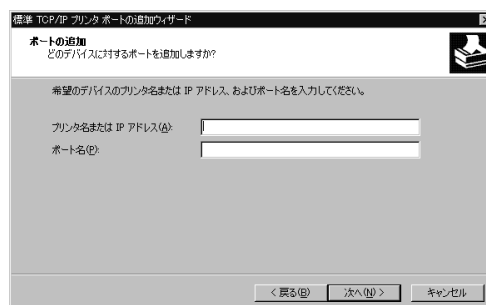 標準 TCP/IP プリンタ ポートの追加ウィザード
ポートの追加
どのデバイスに対するポートを追加しますか?
希望のデバイスのプリンタ名または IP アドレス、およびポート名を入力してください。
プリンタ名または IP アドレス(A):
ポート名(P):
< 戻る(B) 次へ(N) > キャンセル